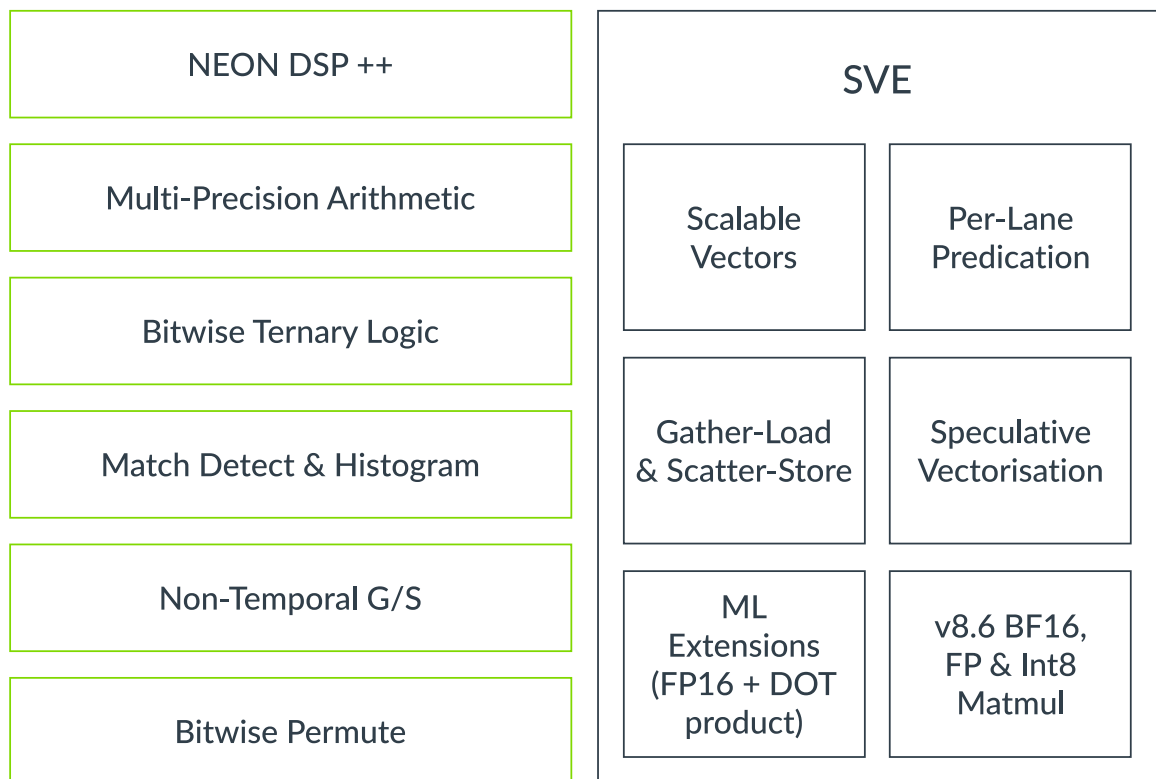 NEON DSP ++
Multi-Precision Arithmetic
Bitwise Ternary Logic
Match Detect & Histogram
Non-Temporal G/S
Bitwise Permute
SVE
Scalable
Vectors
Per-Lane
Predication
Gather-Load
& Scatter-Store
Speculative
Vectorisation
ML
Extensions
(FP16 + DOT
product)
v8.6 BF16,
FP & Int8
Matmul